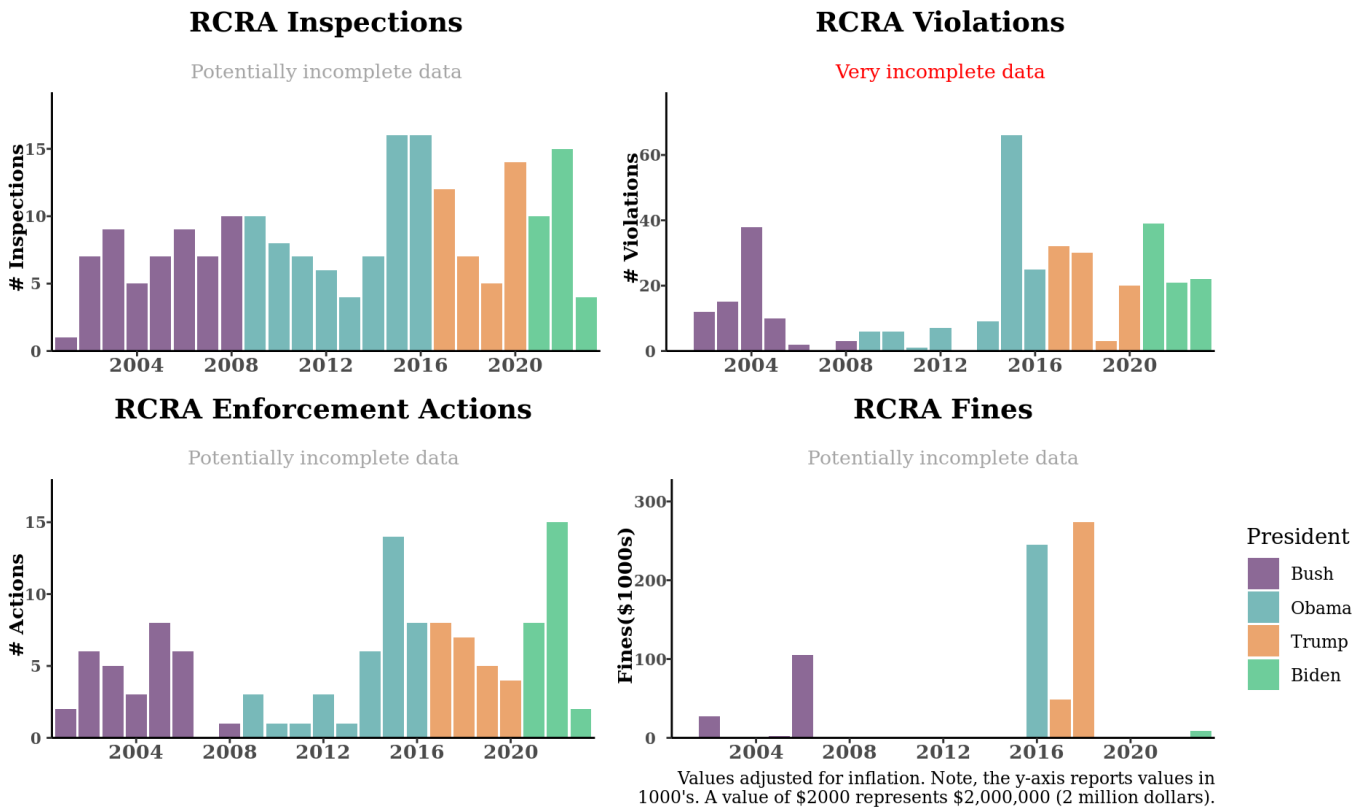 RCRA Inspections
Potentially incomplete data
# Inspections
15
10
5
0
2004 2008 2012 2016 2020
RCRA Violations
Very incomplete data
# Violations
60
40
20
0
2004 2008 2012 2016 2020
RCRA Enforcement Actions
Potentially incomplete data
# Actions
15
10
5
0
2004 2008 2012 2016 2020
RCRA Fines
Potentially incomplete data
Fines($1000s)
300
200
100
0
2004 2008 2012 2016 2020
President
Bush
Obama
Trump
Biden
Values adjusted for inflation. Note, the y-axis reports values in
1000's. A value of $2000 represents $2,000,000 (2 million dollars).